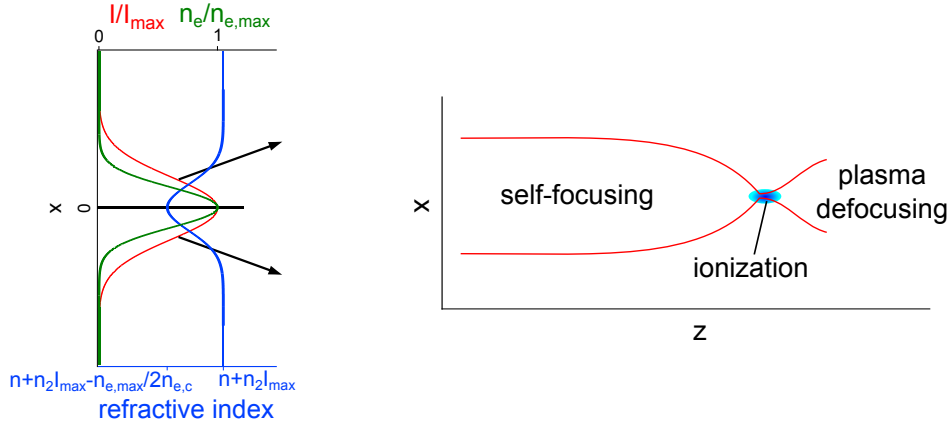 I/Imax ne/ne,max
0 1
x
0
n+n2Imax-ne,max/2ne,c n+n2Imax
refractive index
x
self-focusing
plasma
defocusing
ionization
z